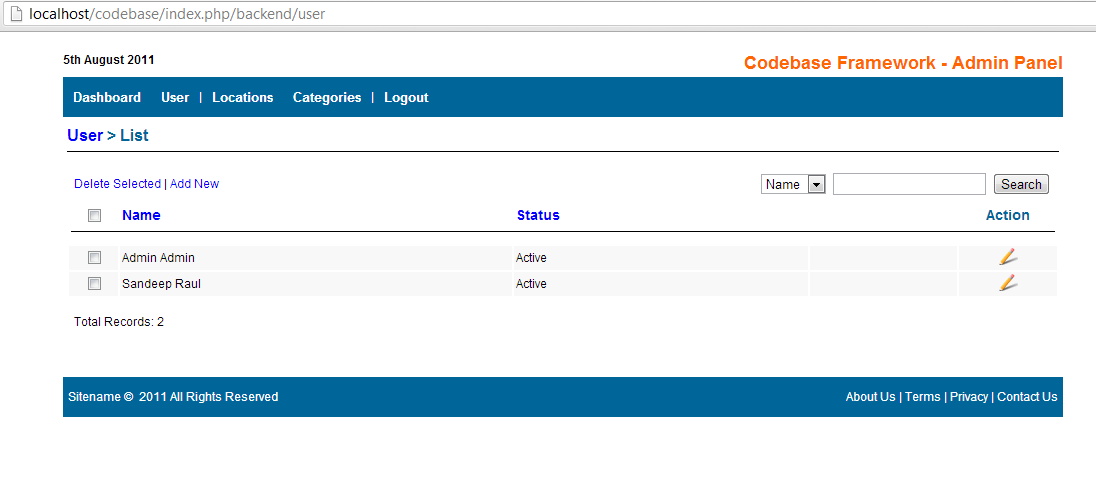 localhost/codebase/index.php/backend/user
5th August 2011
Codebase Framework - Admin Panel
Dashboard User | Locations Categories | Logout
User > List
Delete Selected | Add New Name Search
Name Status Action
Admin Admin Active
Sandeep Raul Active
Total Records: 2
Sitename © 2011 All Rights Reserved About Us | Terms | Privacy | Contact Us